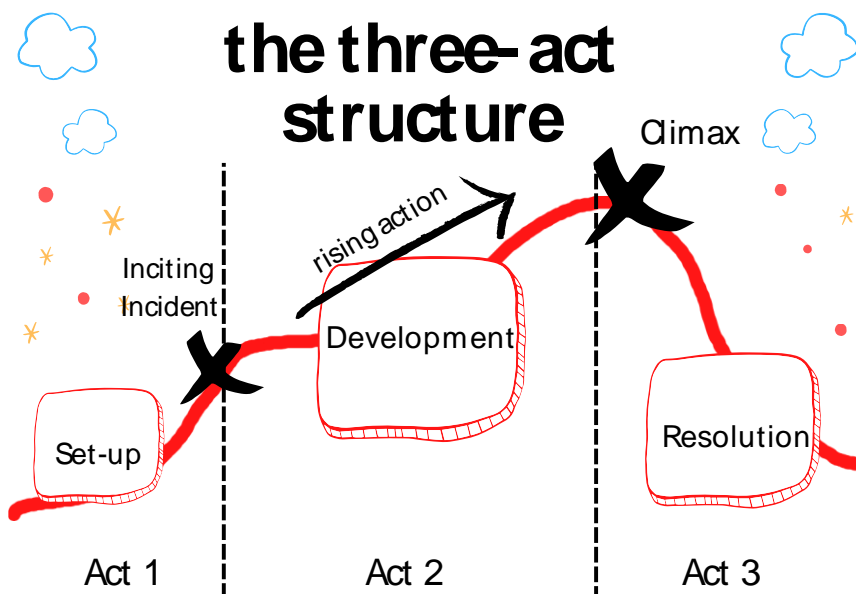 the three-act
structure
Climax
rising action
Inciting
Incident
Development
Set-up
Resolution
Act 1
Act 2
Act 3